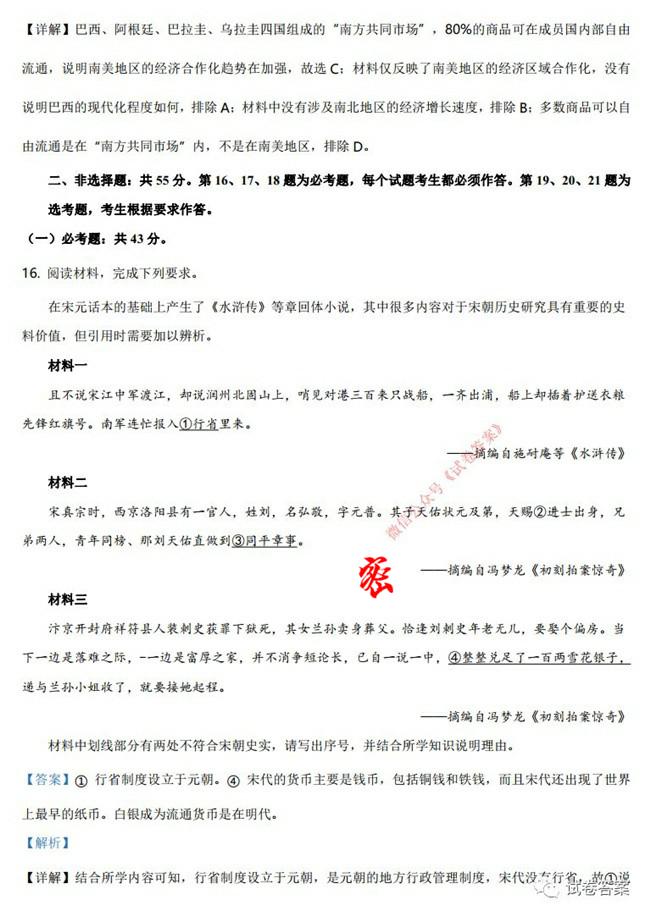 【详解】巴西、阿根廷、巴拉圭、乌拉圭四国组成的“南方共同市场”，80%的商品可在成员国内部自由
流通，说明南美地区的经济合作化趋势在加强，故选 C；材料仅反映了南美地区的经济区域合作化，没有
说明巴西的现代化程度如何，排除 A；材料中没有涉及南北地区的经济增长速度，排除 B；多数商品可以自
由流通是在“南方共同市场”内，不是在南美地区，排除 D。
二、非选择题：共 55 分。第 16、17、18 题为必考题，每个试题考生都必须作答。第 19、20、21 题为
选考题，考生根据要求作答。
（一）必考题：共 43 分。
16. 阅读材料，完成下列要求。
在宋元话本的基础上产生了《水浒传》等章回体小说，其中很多内容对于宋朝历史研究具有重要的史
料价值，但引用时需要加以辨析。
材料一
且不说宋江中军渡江，却说润州北固山上，哨见对港三百来只战船，一齐出浦，船上却插着护送衣粮
先锋红旗号。南军连忙报入①行省里来。
——摘编自施耐庵等《水浒传》
材料二
宋真宗时，西京洛阳县有一官人，姓刘，名弘敬，字元普。其子天佑状元及第，天赐②进士出身，兄
弟两人，青年同榜、那刘天佑直做到③同平章事。
——摘编自冯梦龙《初刻拍案惊奇》
材料三
汴京开封府祥符县人装刺史获罪下狱死，其女兰孙卖身葬父。恰逢刘刺史年老无儿，要娶个偏房。当
下一边是落难之际，-一边是富厚之家，并不消争短论长，已自一说一中，④整整兑足了一百两雪花银子，
递与兰孙小姐收了，就要接她起程。
——摘编自冯梦龙《初刻拍案惊奇》
材料中划线部分有两处不符合宋朝史实，请写出序号，并结合所学知识说明理由。
【答案】① 行省制度设立于元朝。④ 宋代的货币主要是钱币，包括铜钱和铁钱，而且宋代还出现了世界
上最早的纸币。白银成为流通货币是在明代。
【解析】
【详解】结合所学内容可知，行省制度设立于元朝，是元朝的地方行政管理制度，宋代没有行省，故①说
微信公众号《试卷答案》
密
试卷答案